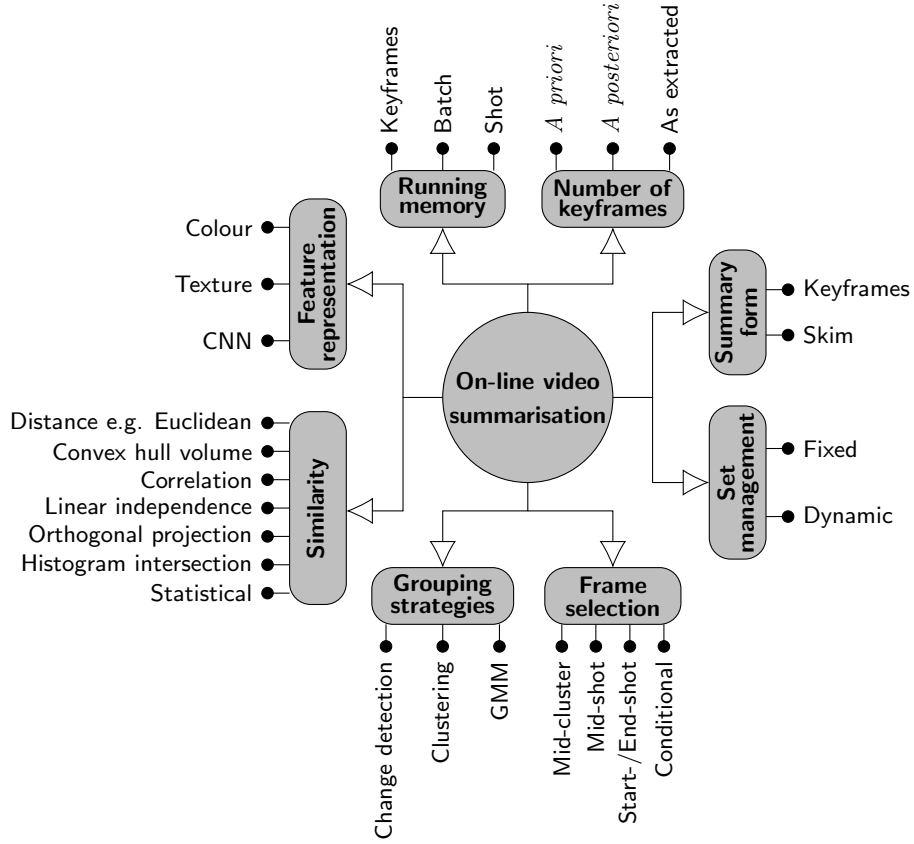 Keyframes
Batch
Shot
A priori
A posteriori
As extracted
Running
memory
Number of
keyframes
Colour
Texture
CNN
Feature
representation
Summary
form
Keyframes
Skim
On-line video
summarisation
Distance e.g. Euclidean
Convex hull volume
Correlation
Linear independence
Orthogonal projection
Histogram intersection
Statistical
Similarity
Set
management
Fixed
Dynamic
Grouping
strategies
Frame
selection
Change detection
Clustering
GMM
Mid-cluster
Mid-shot
Start-/End-shot
Conditional